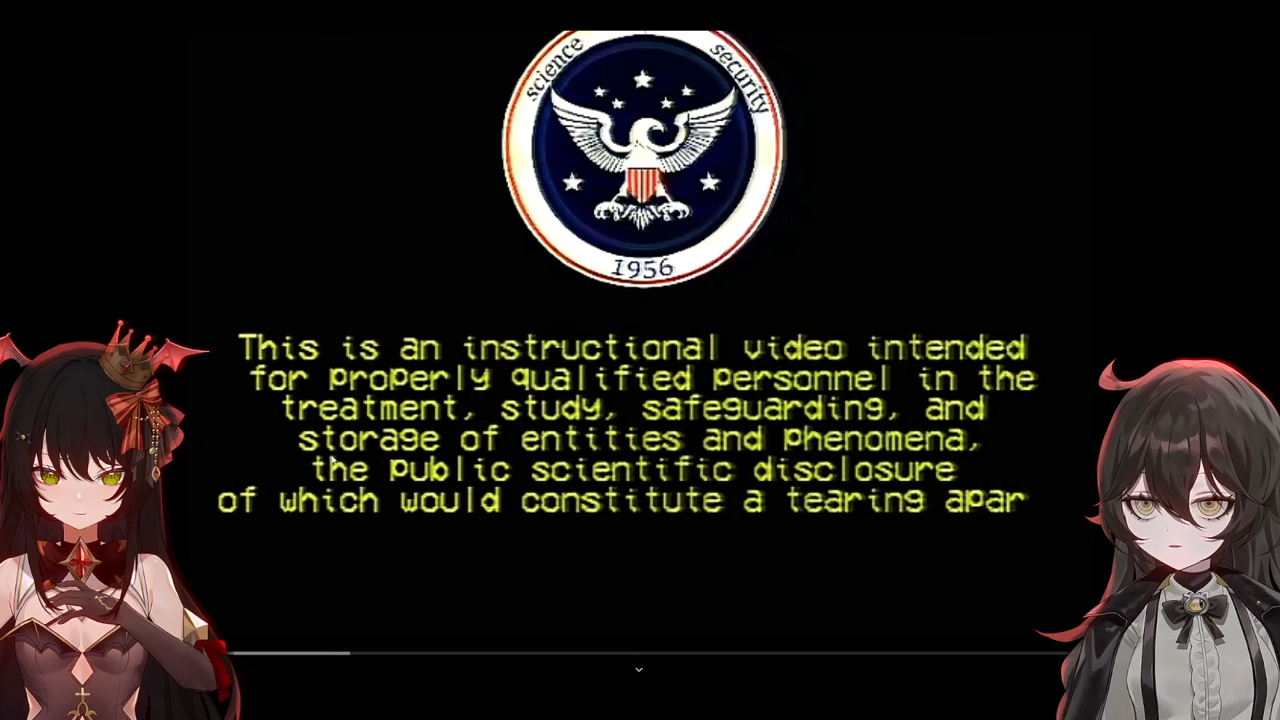 science
security
1956
This is an instructional video intended
for properly qualified personnel in the
treatment, study, safeguarding, and
storage of entities and phenomena,
the public scientific disclosure
of which would constitute a tearing apar